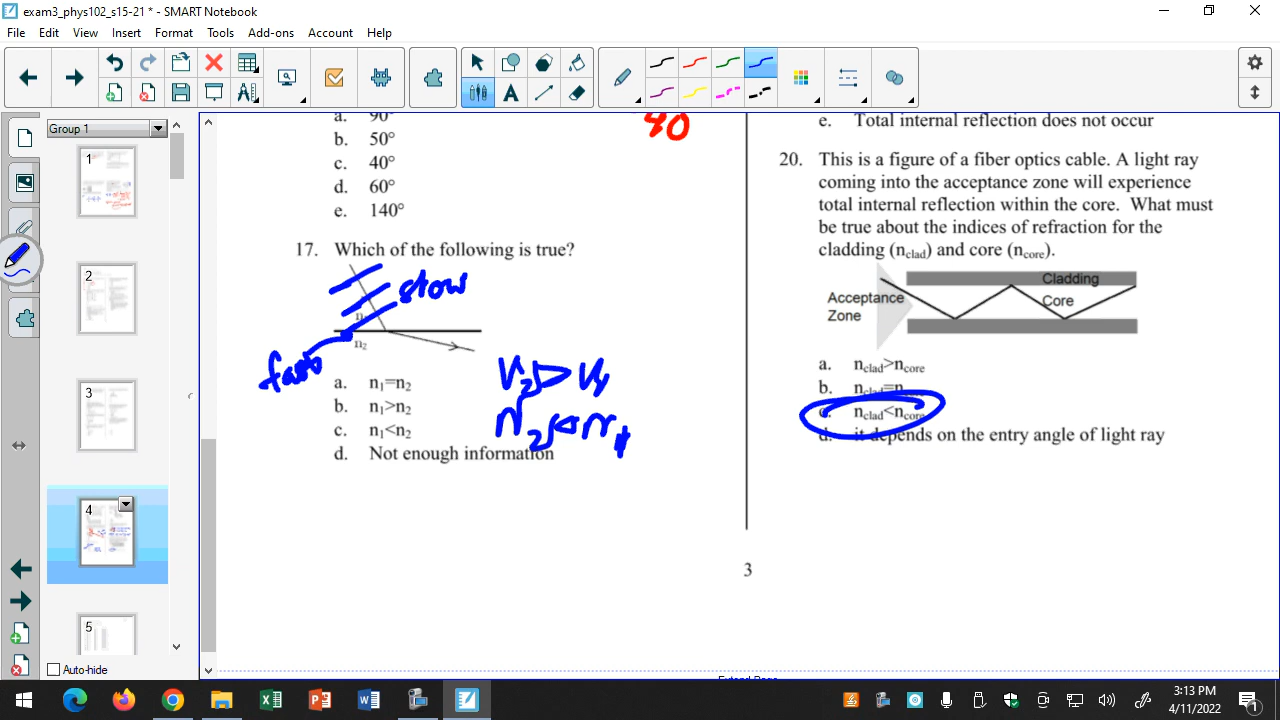 exam3_phys102_s15-21 * - SMART Notebook
File Edit View Insert Format Tools Add-ons Account Help
Group 1
1
2
3
4
5
Auto-hide
a. 90°
b. 50°
c. 40°
d. 60°
e. 140°
40
17. Which of the following is true?
slow
n₂
fast
a. n₁=n₂
b. n₁>n₂
c. n₁<n₂
d. Not enough information
V₂ > V₁
n₂ < n₁
e. Total internal reflection does not occur
20. This is a figure of a fiber optics cable. A light ray
coming into the acceptance zone will experience
total internal reflection within the core. What must
be true about the indices of refraction for the
cladding (n_clad) and core (n_core).
Cladding
Acceptance
Core
Zone
a. n_clad>n_core
b. n_clad=n_core
c. n_clad<n_core
d. it depends on the entry angle of light ray
3
Extend Page
3:13 PM
4/11/2022
1